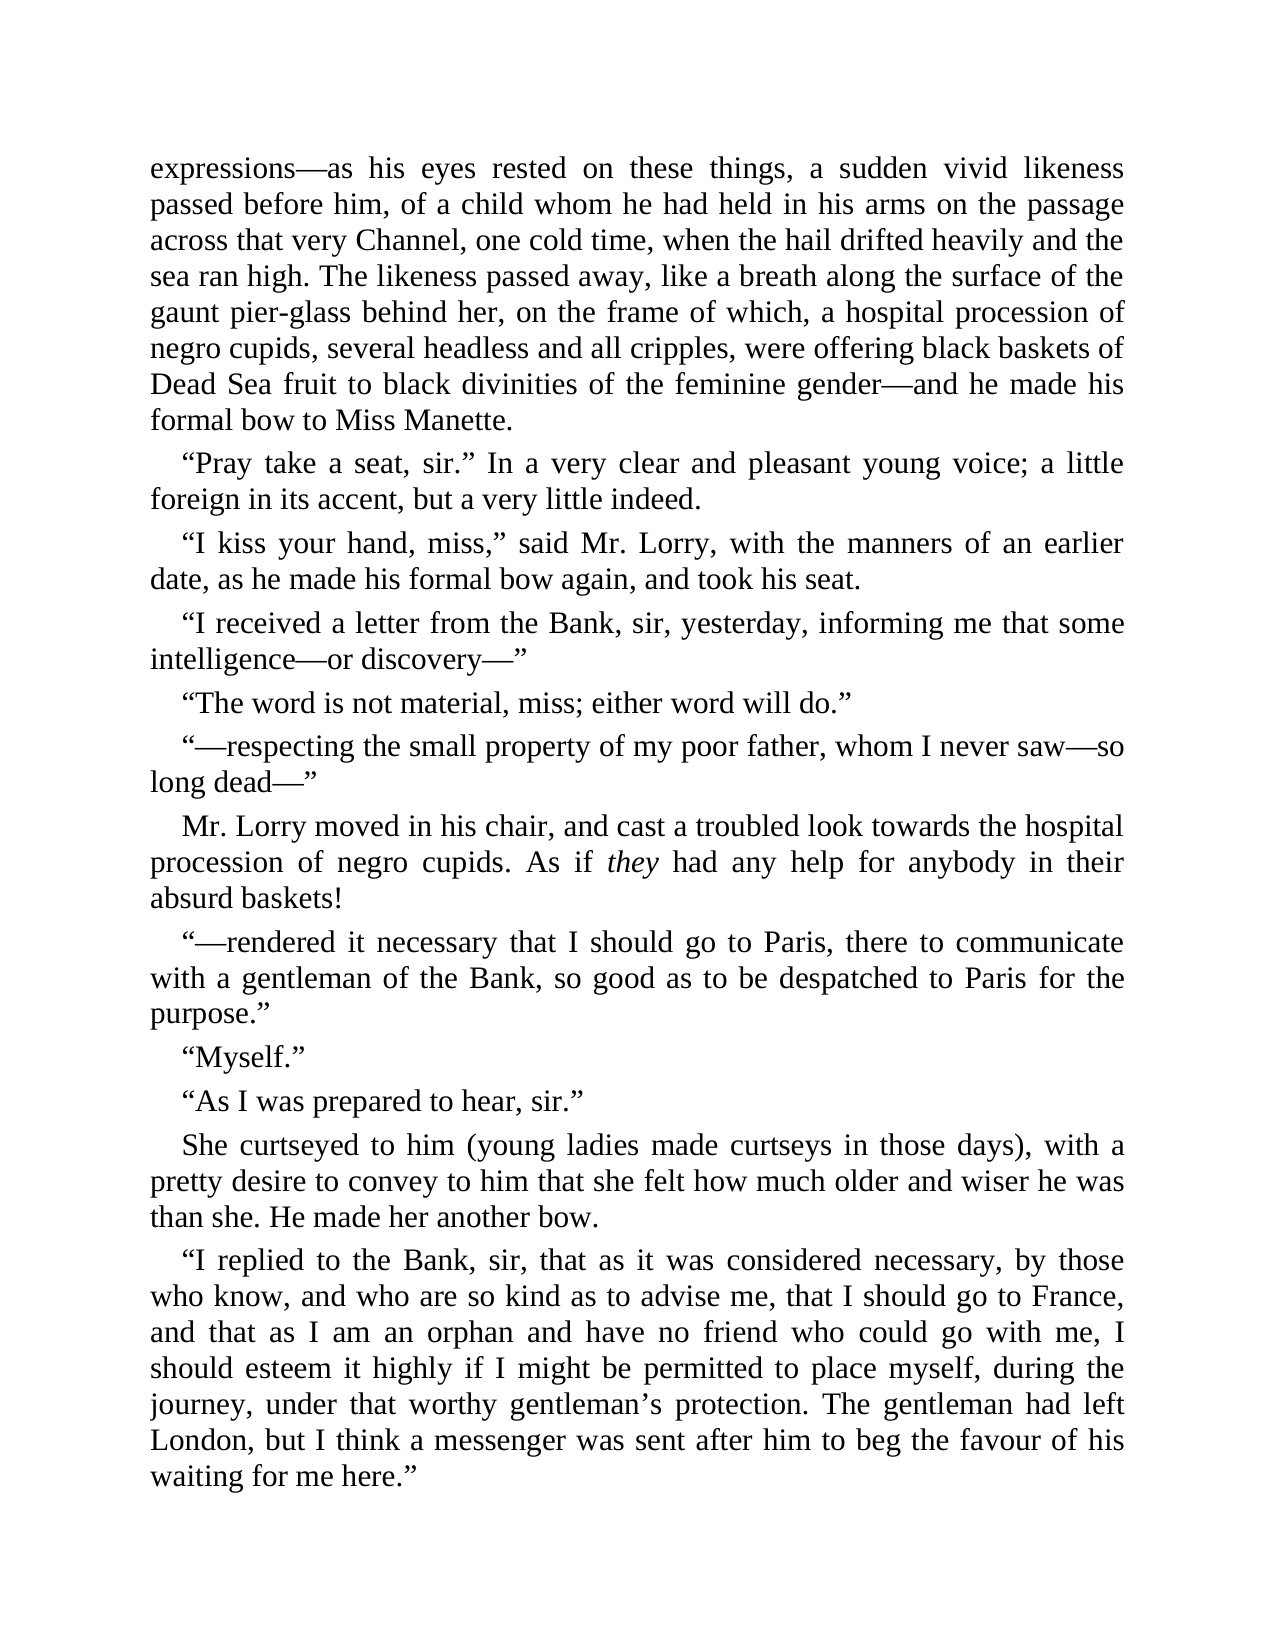 expressions—as his eyes rested on these things, a sudden vivid likeness
passed before him, of a child whom he had held in his arms on the passage
across that very Channel, one cold time, when the hail drifted heavily and the
sea ran high. The likeness passed away, like a breath along the surface of the
gaunt pier-glass behind her, on the frame of which, a hospital procession of
negro cupids, several headless and all cripples, were offering black baskets of
Dead Sea fruit to black divinities of the feminine gender—and he made his
formal bow to Miss Manette.
“Pray take a seat, sir.” In a very clear and pleasant young voice; a little
foreign in its accent, but a very little indeed.
“I kiss your hand, miss,” said Mr. Lorry, with the manners of an earlier
date, as he made his formal bow again, and took his seat.
“I received a letter from the Bank, sir, yesterday, informing me that some
intelligence—or discovery—”
“The word is not material, miss; either word will do.”
“—respecting the small property of my poor father, whom I never saw—so
long dead—”
Mr. Lorry moved in his chair, and cast a troubled look towards the hospital
procession of negro cupids. As if they had any help for anybody in their
absurd baskets!
“—rendered it necessary that I should go to Paris, there to communicate
with a gentleman of the Bank, so good as to be despatched to Paris for the
purpose.”
“Myself.”
“As I was prepared to hear, sir.”
She curtseyed to him (young ladies made curtseys in those days), with a
pretty desire to convey to him that she felt how much older and wiser he was
than she. He made her another bow.
“I replied to the Bank, sir, that as it was considered necessary, by those
who know, and who are so kind as to advise me, that I should go to France,
and that as I am an orphan and have no friend who could go with me, I
should esteem it highly if I might be permitted to place myself, during the
journey, under that worthy gentleman’s protection. The gentleman had left
London, but I think a messenger was sent after him to beg the favour of his
waiting for me here.”